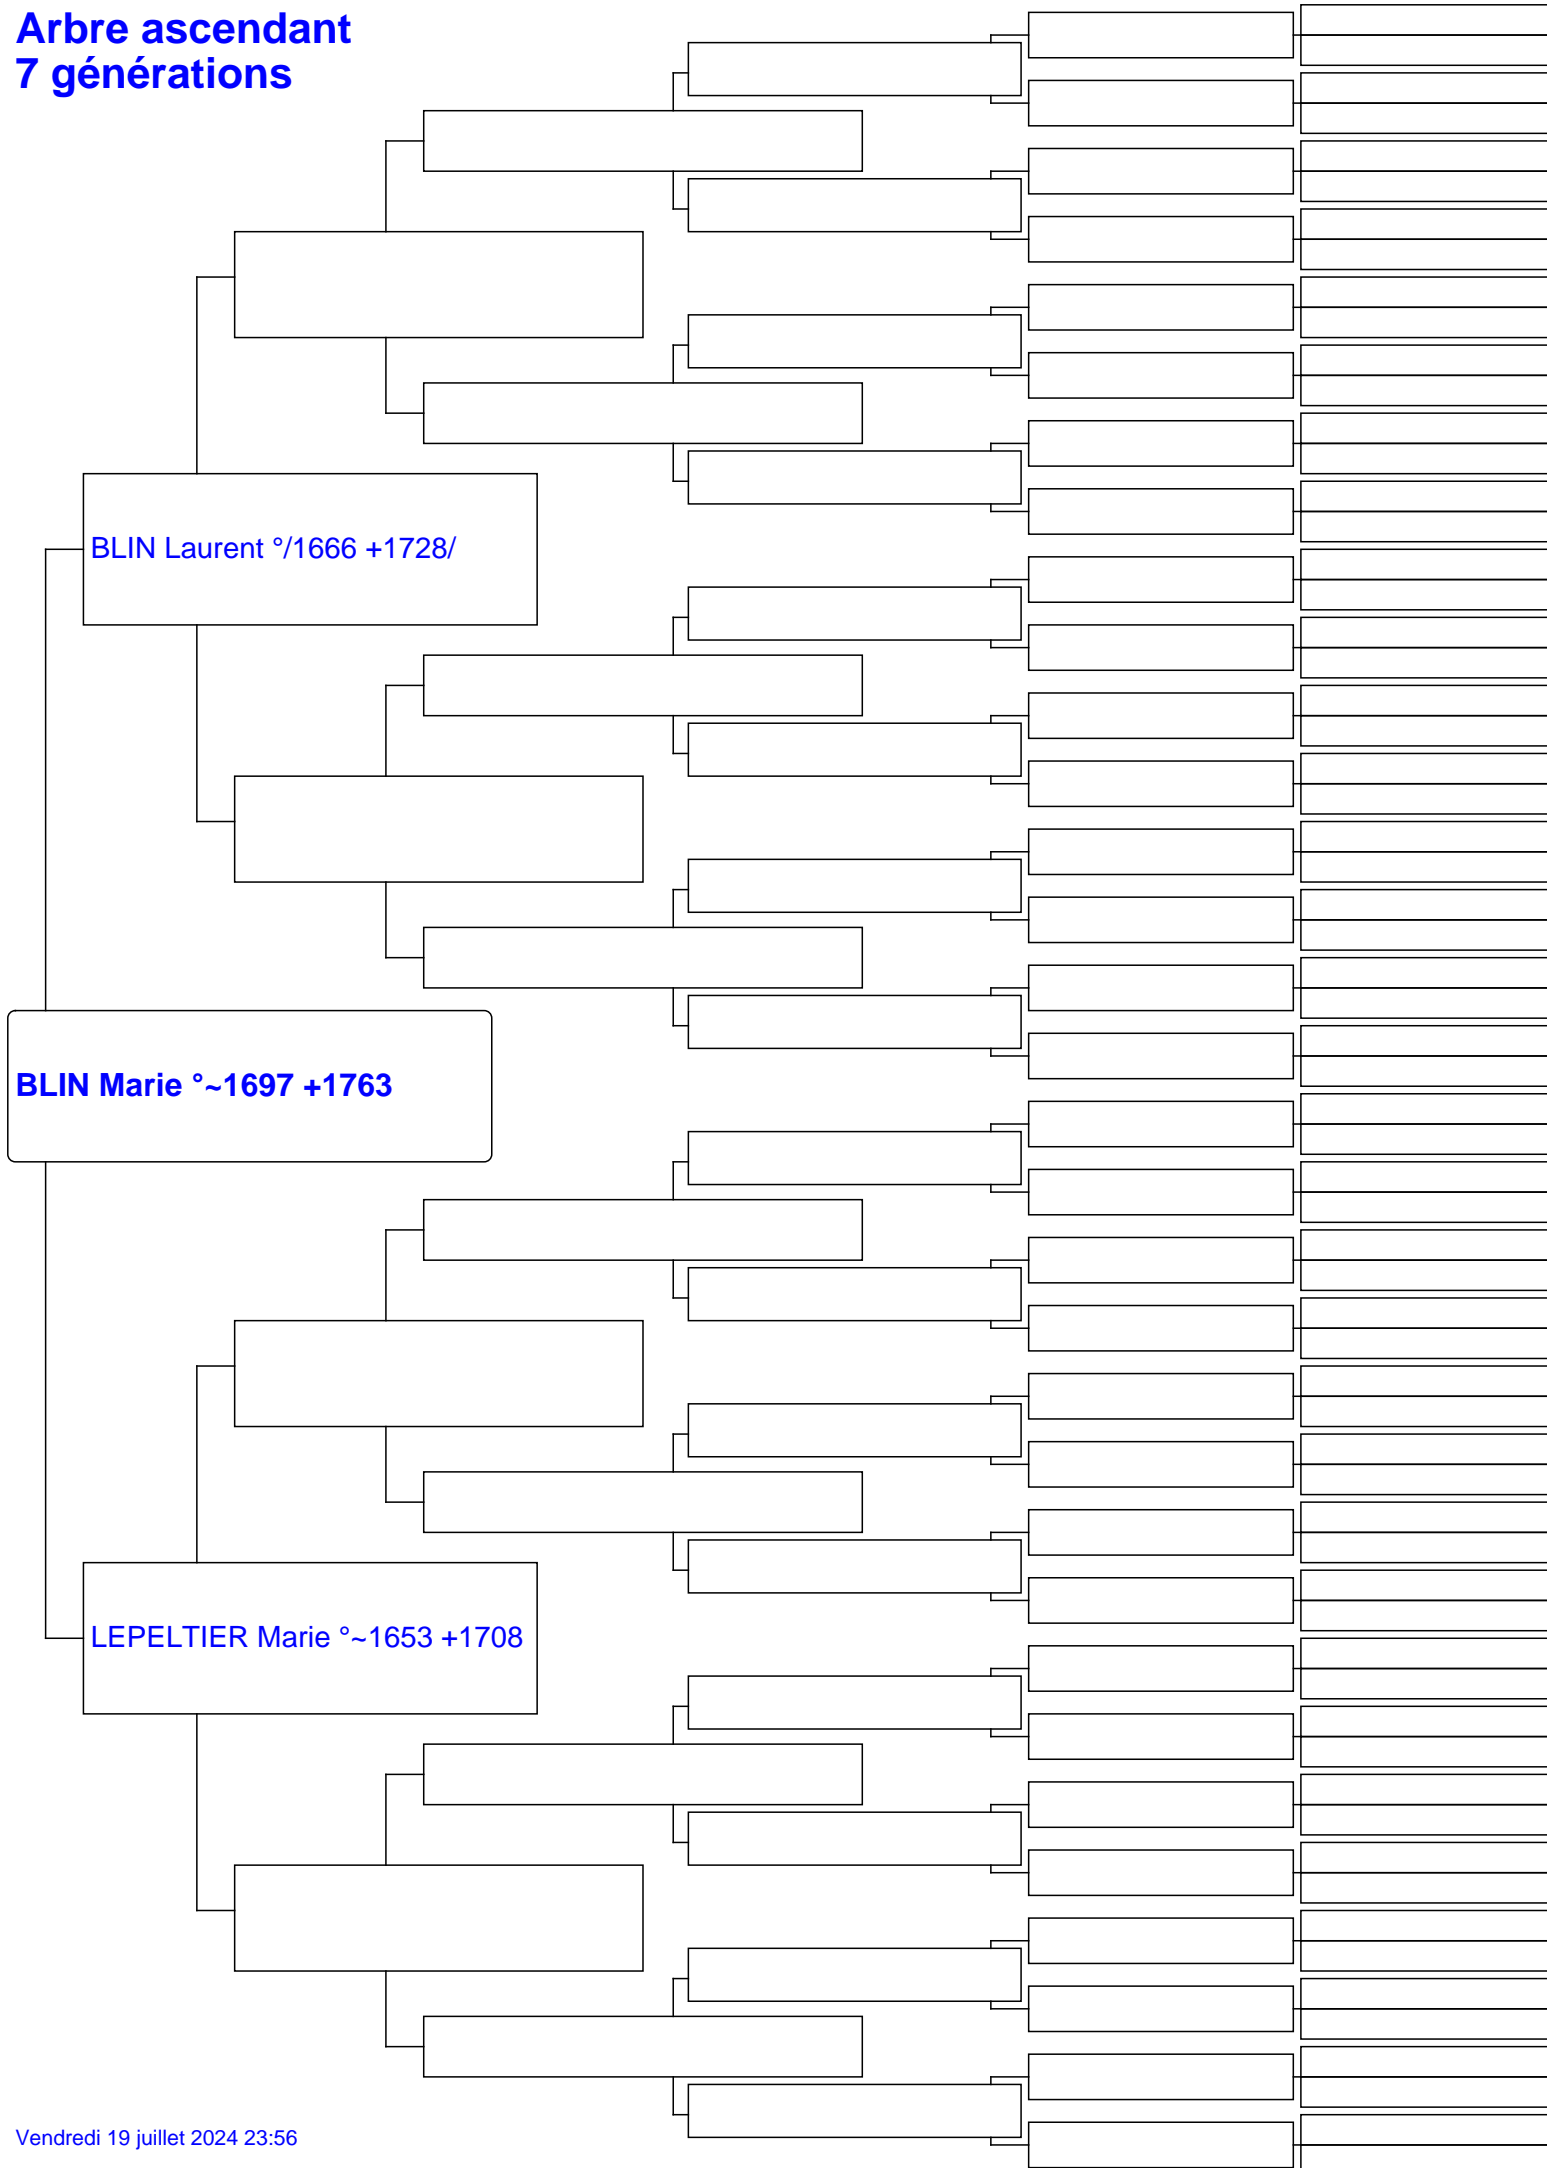 Arbre ascendant
7 générations
BLIN Laurent °/1666 +1728/
BLIN Marie °~1697 +1763
LEPELTIER Marie °~1653 +1708
Vendredi 19 juillet 2024 23:56